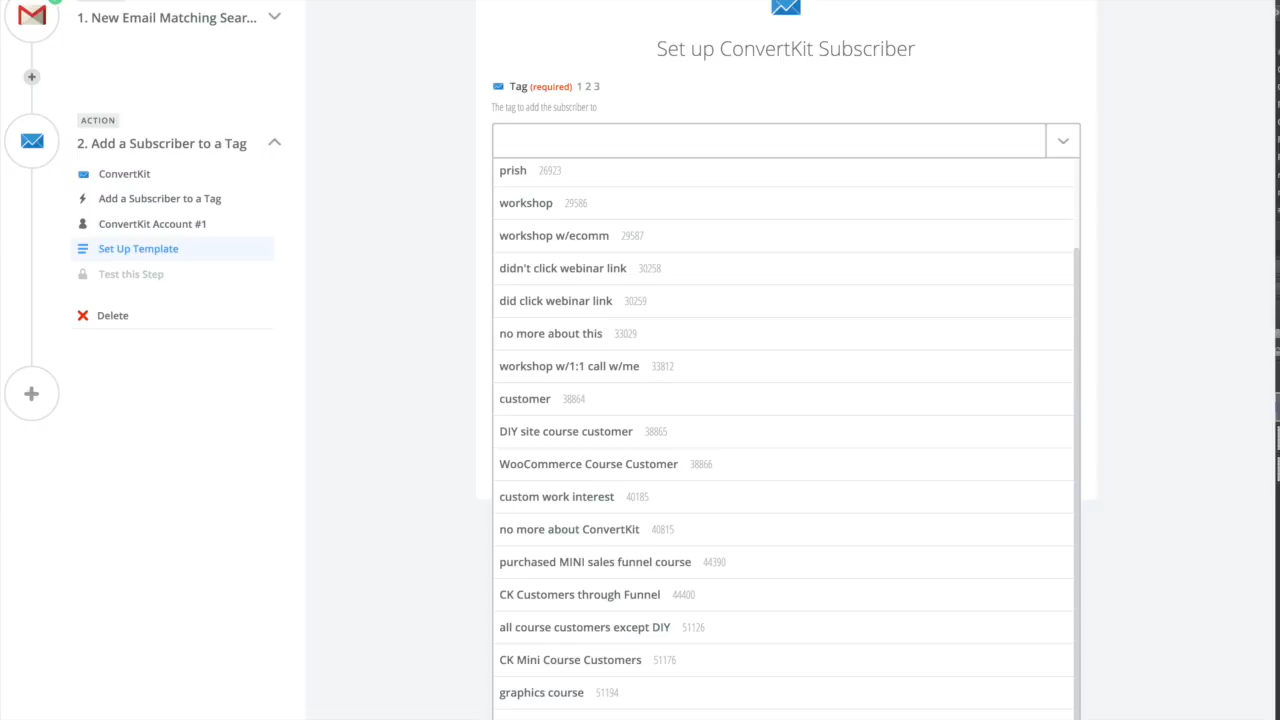 1. New Email Matching Sear...
ACTION
2. Add a Subscriber to a Tag
ConvertKit
Add a Subscriber to a Tag
ConvertKit Account #1
Set Up Template
Test this Step
Delete
Set up ConvertKit Subscriber
Tag (required) 1 2 3
The tag to add the subscriber to
prish 26923
workshop 29586
workshop w/ecomm 29587
didn't click webinar link 30258
did click webinar link 30259
no more about this 33029
workshop w/1:1 call w/me 33812
customer 38864
DIY site course customer 38865
WooCommerce Course Customer 38866
custom work interest 40185
no more about ConvertKit 40815
purchased MINI sales funnel course 44390
CK Customers through Funnel 44400
all course customers except DIY 51126
CK Mini Course Customers 51176
graphics course 51194